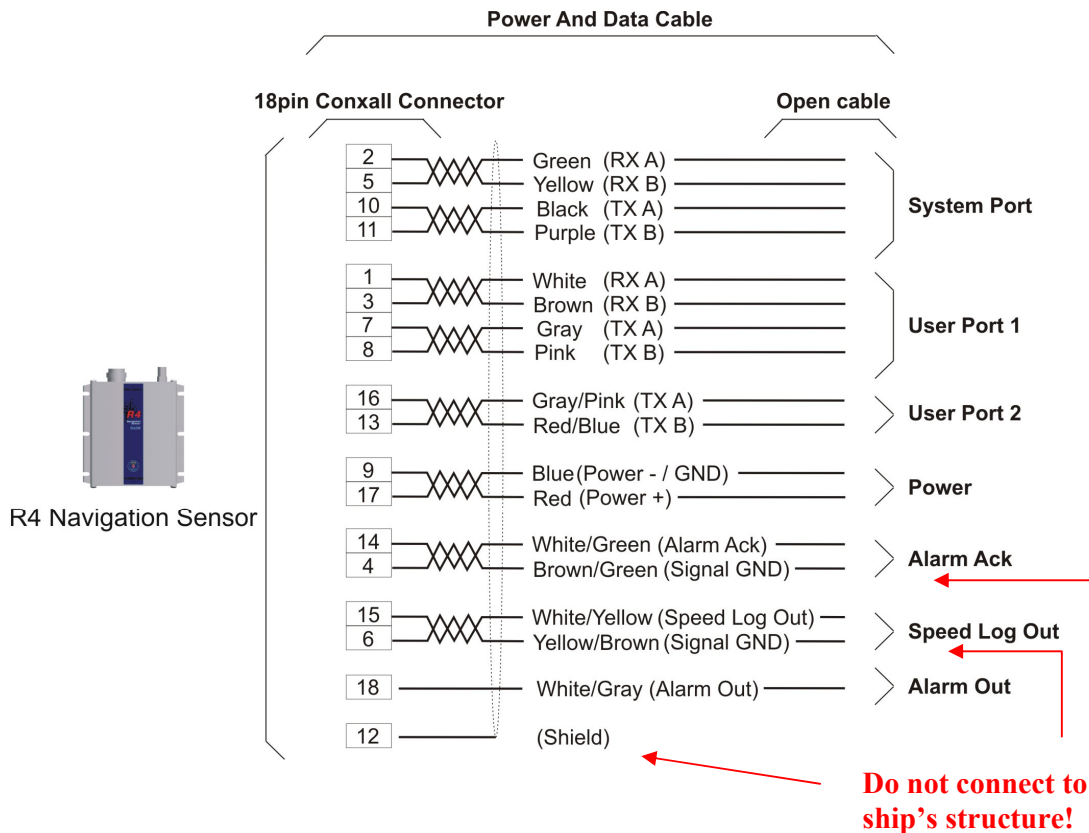 Power And Data Cable
18pin Conxall Connector
Open cable
2 Green (RX A)
5 Yellow (RX B)
10 Black (TX A)
11 Purple (TX B)
System Port
1 White (RX A)
3 Brown (RX B)
7 Gray (TX A)
8 Pink (TX B)
User Port 1
16 Gray/Pink (TX A)
13 Red/Blue (TX B)
User Port 2
9 Blue(Power - / GND)
17 Red (Power +)
Power
R4
R4 Navigation Sensor
14 White/Green (Alarm Ack)
4 Brown/Green (Signal GND)
Alarm Ack
15 White/Yellow (Speed Log Out)
6 Yellow/Brown (Signal GND)
Speed Log Out
18 White/Gray (Alarm Out)
Alarm Out
12 (Shield)
Do not connect to
ship's structure!